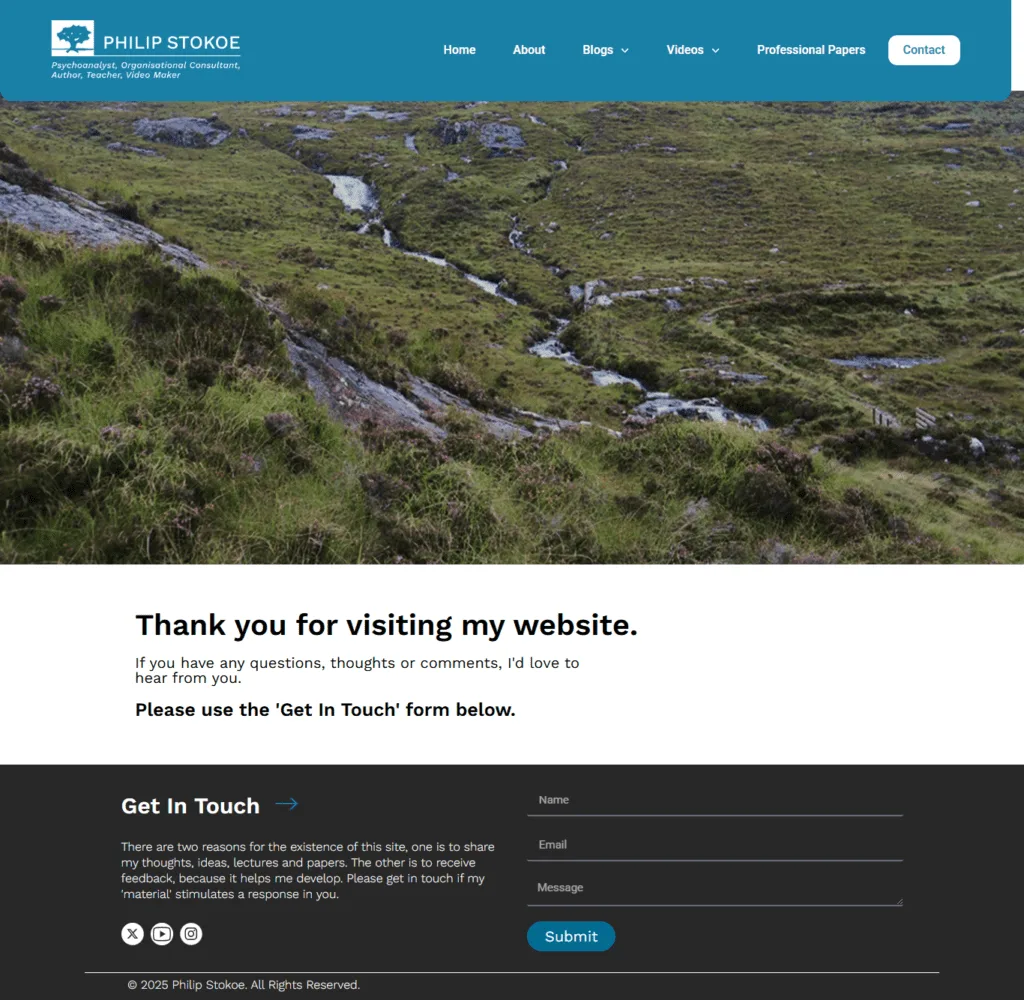 PHILIP STOKOE
Psychoanalyst, Organisational Consultant,
Author, Teacher, Video Maker
Home
About
Blogs
Videos
Professional Papers
Contact
Thank you for visiting my website.
If you have any questions, thoughts or comments, I'd love to
hear from you.
Please use the 'Get In Touch' form below.
Get In Touch
There are two reasons for the existence of this site, one is to share
my thoughts, ideas, lectures and papers. The other is to receive
feedback, because it helps me develop. Please get in touch if my
'material' stimulates a response in you.
Name
Email
Message
Submit
© 2025 Philip Stokoe. All Rights Reserved.